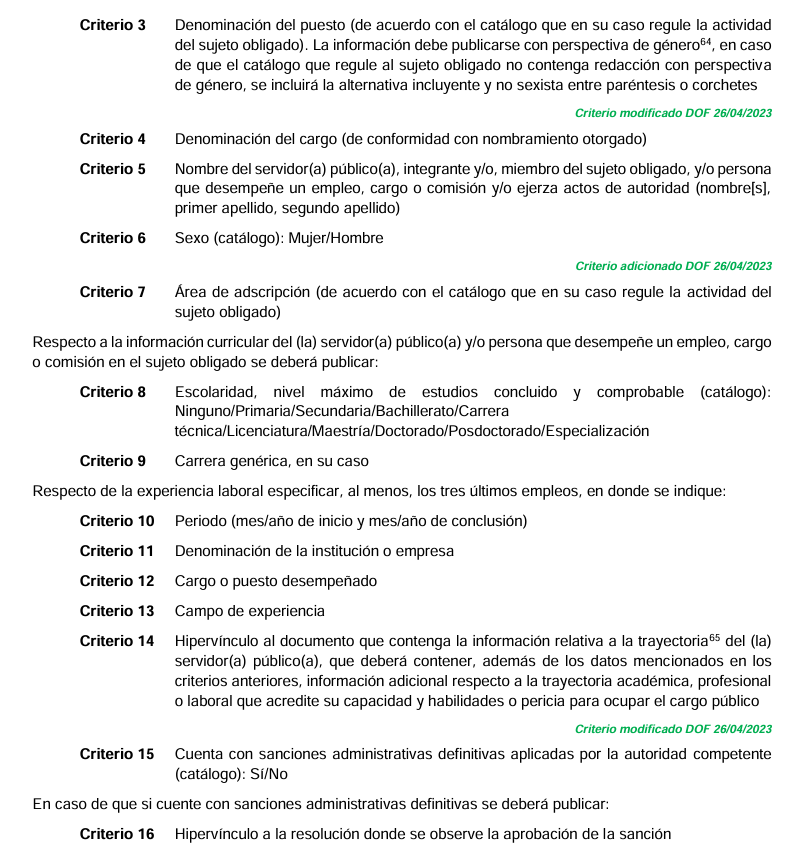 Criterio 3 Denominación del puesto (de acuerdo con el catálogo que en su caso regule la actividad
del sujeto obligado). La información debe publicarse con perspectiva de género64, en caso
de que el catálogo que regule al sujeto obligado no contenga redacción con perspectiva
de género, se incluirá la alternativa incluyente y no sexista entre paréntesis o corchetes
Criterio modificado DOF 26/04/2023
Criterio 4 Denominación del cargo (de conformidad con nombramiento otorgado)
Criterio 5 Nombre del servidor(a) público(a), integrante y/o, miembro del sujeto obligado, y/o persona
que desempeñe un empleo, cargo o comisión y/o ejerza actos de autoridad (nombre[s],
primer apellido, segundo apellido)
Criterio 6 Sexo (catálogo): Mujer/Hombre
Criterio adicionado DOF 26/04/2023
Criterio 7 Área de adscripción (de acuerdo con el catálogo que en su caso regule la actividad del
sujeto obligado)
Respecto a la información curricular del (la) servidor(a) público(a) y/o persona que desempeñe un empleo, cargo
o comisión en el sujeto obligado se deberá publicar:
Criterio 8 Escolaridad, nivel máximo de estudios concluido y comprobable (catálogo):
Ninguno/Primaria/Secundaria/Bachillerato/Carrera
técnica/Licenciatura/Maestría/Doctorado/Posdoctorado/Especialización
Criterio 9 Carrera genérica, en su caso
Respecto de la experiencia laboral especificar, al menos, los tres últimos empleos, en donde se indique:
Criterio 10 Periodo (mes/año de inicio y mes/año de conclusión)
Criterio 11 Denominación de la institución o empresa
Criterio 12 Cargo o puesto desempeñado
Criterio 13 Campo de experiencia
Criterio 14 Hipervínculo al documento que contenga la información relativa a la trayectoria65 del (la)
servidor(a) público(a), que deberá contener, además de los datos mencionados en los
criterios anteriores, información adicional respecto a la trayectoria académica, profesional
o laboral que acredite su capacidad y habilidades o pericia para ocupar el cargo público
Criterio modificado DOF 26/04/2023
Criterio 15 Cuenta con sanciones administrativas definitivas aplicadas por la autoridad competente
(catálogo): Sí/No
En caso de que si cuente con sanciones administrativas definitivas se deberá publicar:
Criterio 16 Hipervínculo a la resolución donde se observe la aprobación de la sanción